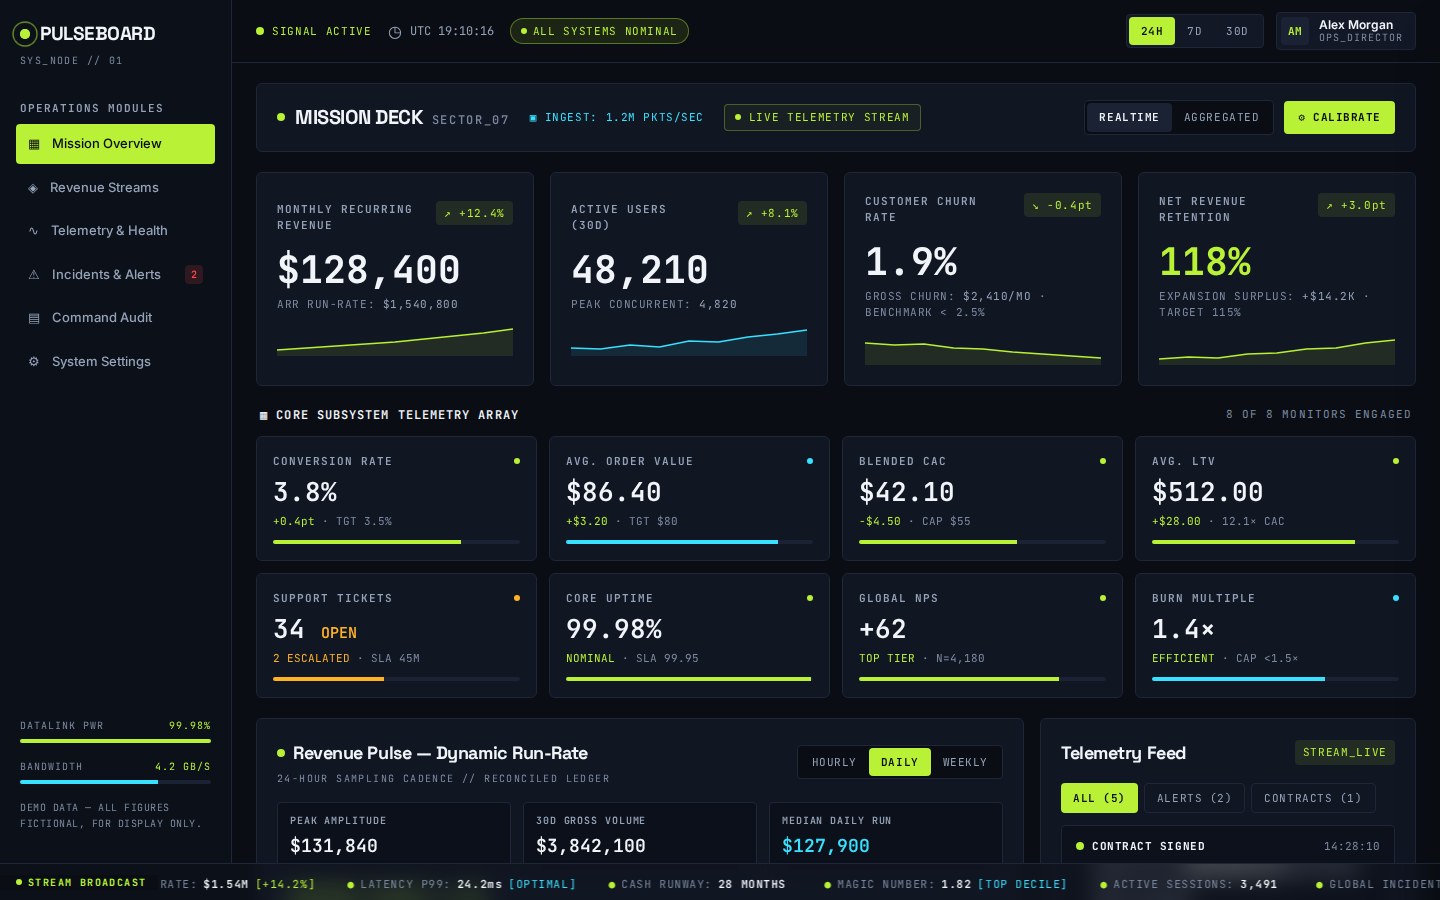 PULSEBOARD
SYS_NODE // 01
OPERATIONS MODULES
Mission Overview
Revenue Streams
Telemetry & Health
Incidents & Alerts 2
Command Audit
System Settings
DATALINK PWR 99.98%
BANDWIDTH 4.2 GB/S
DEMO DATA — ALL FIGURES
FICTIONAL, FOR DISPLAY ONLY.
SIGNAL ACTIVE UTC 19:10:16 ALL SYSTEMS NOMINAL
24H 7D 30D
AM Alex Morgan
OPS_DIRECTOR
MISSION DECK SECTOR_07 INGEST: 1.2M PKTS/SEC LIVE TELEMETRY STREAM
REALTIME AGGREGATED CALIBRATE
MONTHLY RECURRING
REVENUE
↗ +12.4%
$128,400
ARR RUN-RATE: $1,540,800
ACTIVE USERS
(30D)
↗ +8.1%
48,210
PEAK CONCURRENT: 4,820
CUSTOMER CHURN
RATE
↘ -0.4pt
1.9%
GROSS CHURN: $2,410/MO ·
BENCHMARK < 2.5%
NET REVENUE
RETENTION
↗ +3.0pt
118%
EXPANSION SURPLUS: +$14.2K ·
TARGET 115%
CORE SUBSYSTEM TELEMETRY ARRAY
8 OF 8 MONITORS ENGAGED
CONVERSION RATE
3.8%
+0.4pt · TGT 3.5%
AVG. ORDER VALUE
$86.40
+$3.20 · TGT $80
BLENDED CAC
$42.10
-$4.50 · CAP $55
AVG. LTV
$512.00
+$28.00 · 12.1× CAC
SUPPORT TICKETS
34 OPEN
2 ESCALATED · SLA 45M
CORE UPTIME
99.98%
NOMINAL · SLA 99.95
GLOBAL NPS
+62
TOP TIER · N=4,180
BURN MULTIPLE
1.4×
EFFICIENT · CAP <1.5×
Revenue Pulse — Dynamic Run-Rate
24-HOUR SAMPLING CADENCE // RECONCILED LEDGER
HOURLY DAILY WEEKLY
PEAK AMPLITUDE
$131,840
30D GROSS VOLUME
$3,842,100
MEDIAN DAILY RUN
$127,900
Telemetry Feed
STREAM_LIVE
ALL (5) ALERTS (2) CONTRACTS (1)
CONTRACT SIGNED 14:28:10
STREAM BROADCAST RATE: $1.54M [+14.2%] LATENCY P99: 24.2ms [OPTIMAL] CASH RUNWAY: 28 MONTHS MAGIC NUMBER: 1.82 [TOP DECILE] ACTIVE SESSIONS: 3,491 GLOBAL INCIDENT